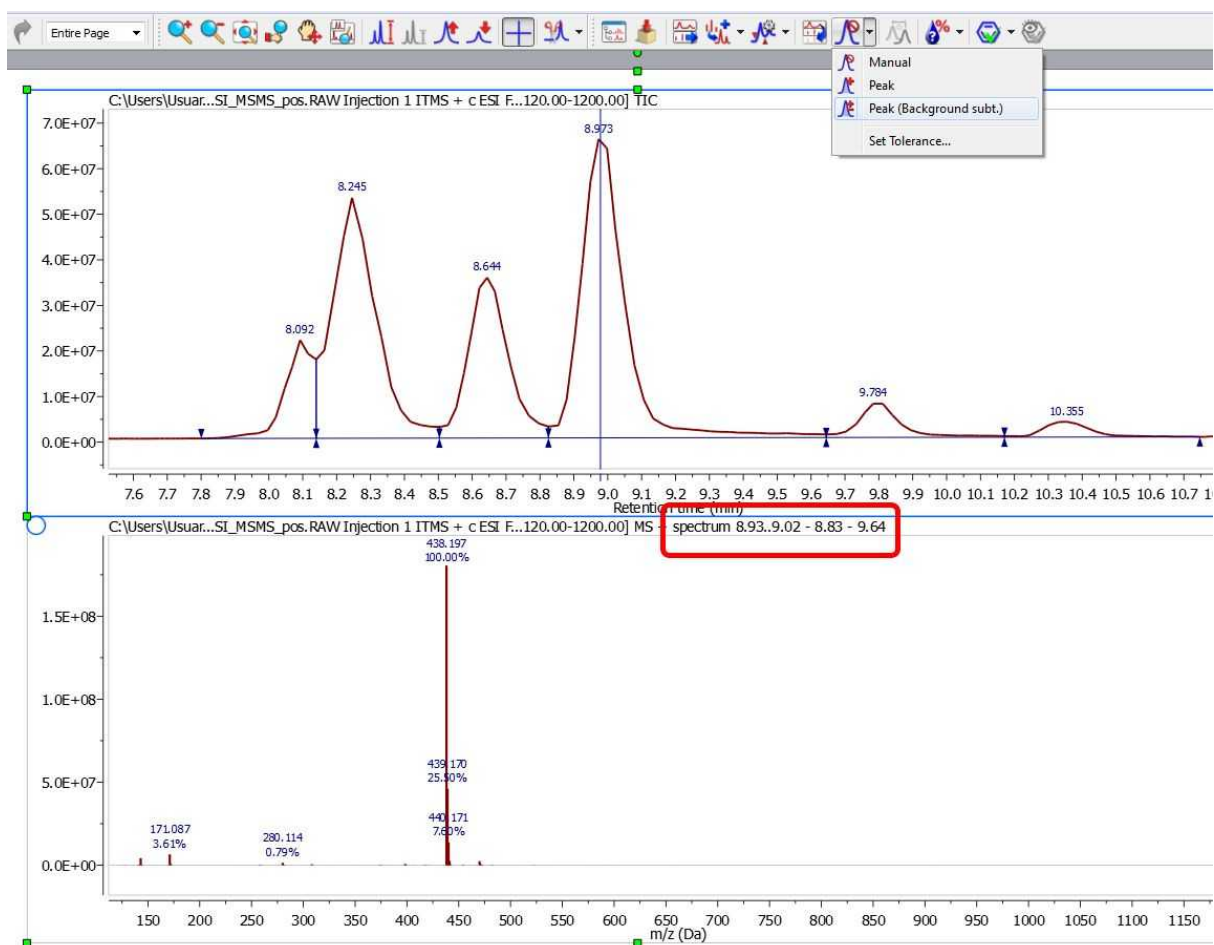 Entire Page
Manual
Peak
Peak (Background subt.)
Set Tolerance...
C:\Users\Usuar...SI_MSMS_pos.RAW Injection 1 ITMS + c ESI F...120.00-1200.00] TIC
7.0E+07
6.0E+07
5.0E+07
4.0E+07
3.0E+07
2.0E+07
1.0E+07
0.0E+00
8.092
8.245
8.644
8.973
9.784
10.355
7.6 7.7 7.8 7.9 8.0 8.1 8.2 8.3 8.4 8.5 8.6 8.7 8.8 8.9 9.0 9.1 9.2 9.3 9.4 9.5 9.6 9.7 9.8 9.9 10.0 10.1 10.2 10.3 10.4 10.5 10.6 10.7
Retention time (min)
C:\Users\Usuar...SI_MSMS_pos.RAW Injection 1 ITMS + c ESI F...120.00-1200.00] MS + spectrum 8.93..9.02 - 8.83 - 9.64
438.197
100.00%
1.5E+08
1.0E+08
5.0E+07
0.0E+00
439.170
25.50%
440.171
7.60%
171.087
3.61%
280.114
0.79%
150 200 250 300 350 400 450 500 550 600 650 700 750 800 850 900 950 1000 1050 1100 1150
m/z (Da)